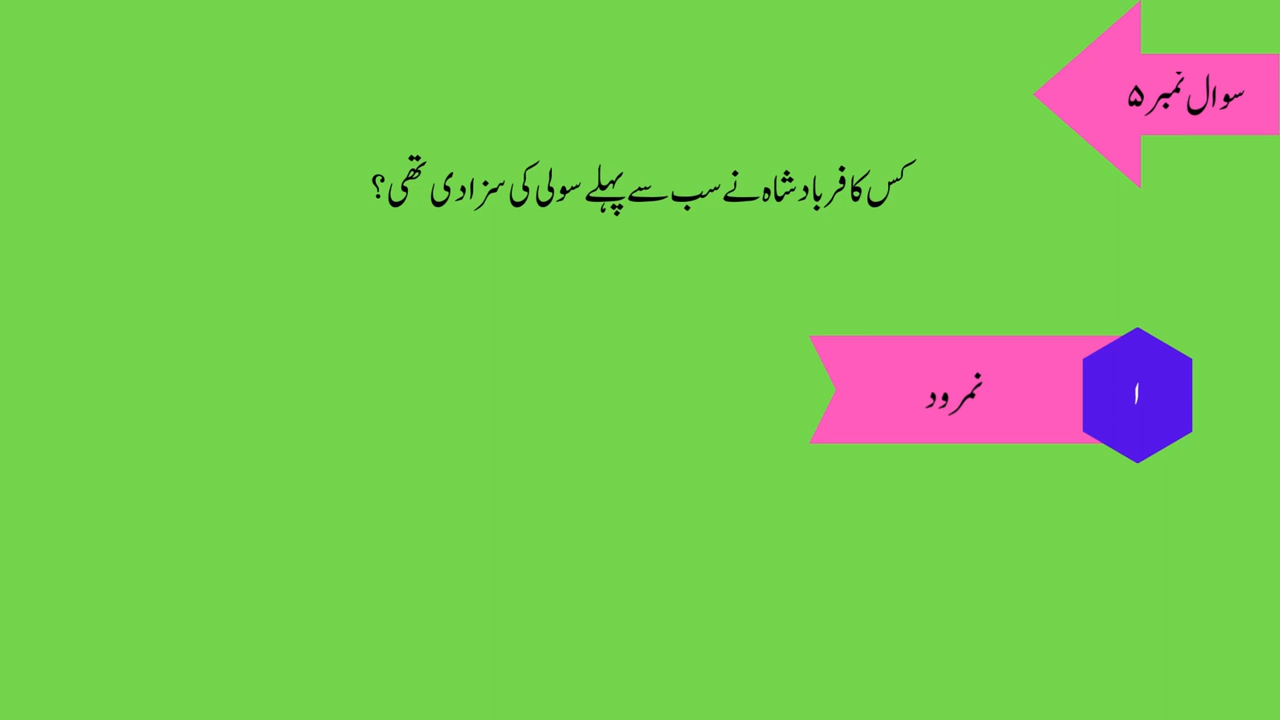 سوال نمبر ۵
کس کافر بادشاہ نے سب سے پہلے سولی کی سزا دی تھی؟
۱
نمرود